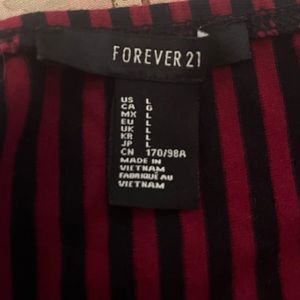 FOREVER 21
US L
CA G
MX L
EU L
UK L
KR L
JP L
CN 170/98A
MADE IN
VIETNAM
FABRIQUÉ AU
VIETNAM